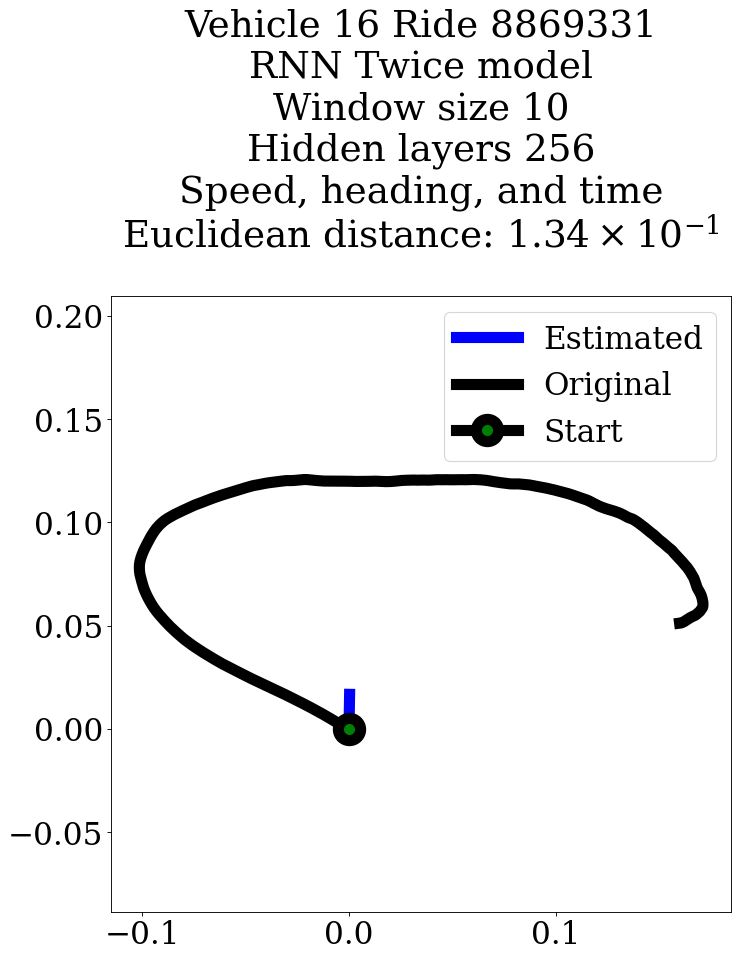 Vehicle 16 Ride 8869331
RNN Twice model
Window size 10
Hidden layers 256
Speed, heading, and time
Euclidean distance: 1.34 × 10⁻¹
Estimated
Original
Start
0.20
0.15
0.10
0.05
0.00
−0.05
−0.1
0.0
0.1